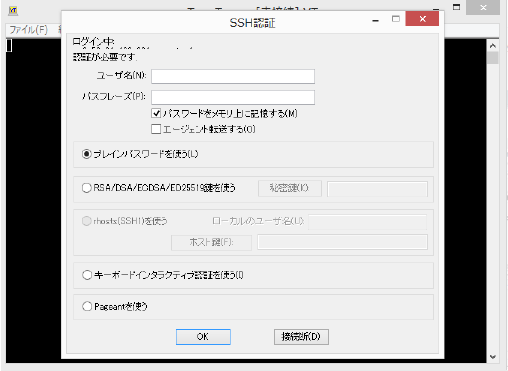 SSH認証
ファイル(F)
ログイン中:
認証が必要です.
ユーザ名(N):
パスフレーズ(P):
パスワードをメモリ上に記憶する(M)
エージェント転送する(O)
プレインパスワードを使う(L)
RSA/DSA/ECDSA/ED25519鍵を使う 秘密鍵(K):
rhosts(SSH1)を使う ローカルのユーザ名(U):
ホスト鍵(F):
キーボードインタラクティブ認証を使う(I)
Pageantを使う
OK 接続断(D)